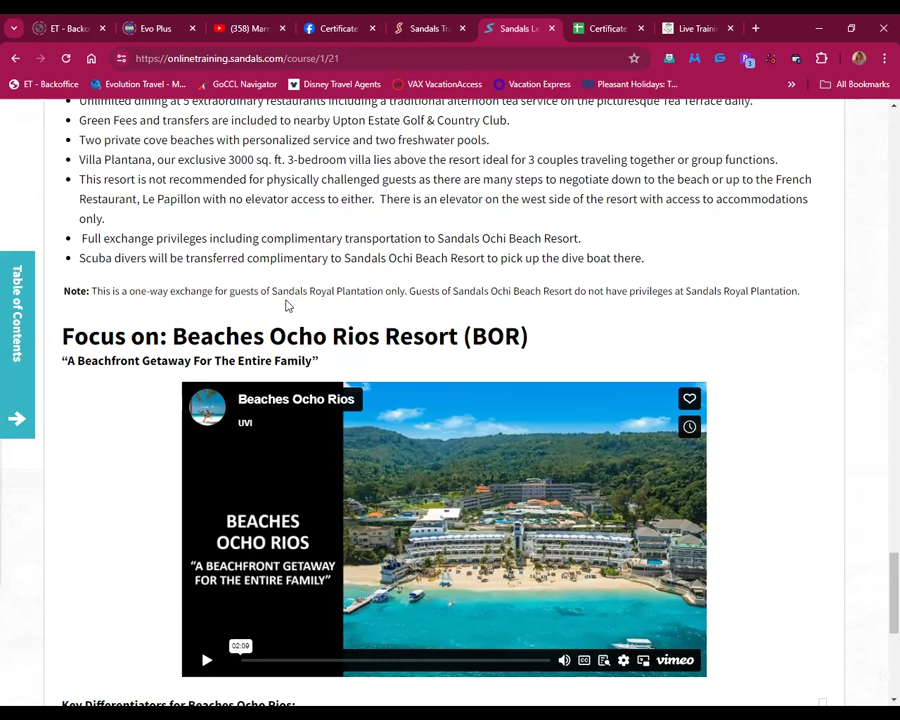 ET - Backo
Evo Plus
(358) Marr
Certificate
Sandals Tr
Sandals Le
Certificate
Live Traini
https://onlinetraining.sandals.com/course/1/21
ET - Backoffice
Evolution Travel - M...
GoCCL Navigator
Disney Travel Agents
VAX VacationAccess
Vacation Express
Pleasant Holidays: T...
»
All Bookmarks
Unlimited dining at 5 extraordinary restaurants including a traditional afternoon tea service on the picturesque Tea Terrace daily.
Green Fees and transfers are included to nearby Upton Estate Golf & Country Club.
Two private cove beaches with personalized service and two freshwater pools.
Villa Plantana, our exclusive 3000 sq. ft. 3-bedroom villa lies above the resort ideal for 3 couples traveling together or group functions.
This resort is not recommended for physically challenged guests as there are many steps to negotiate down to the beach or up to the French
Restaurant, Le Papillon with no elevator access to either. There is an elevator on the west side of the resort with access to accommodations
only.
Full exchange privileges including complimentary transportation to Sandals Ochi Beach Resort.
Scuba divers will be transferred complimentary to Sandals Ochi Beach Resort to pick up the dive boat there.
Table of Contents
Note: This is a one-way exchange for guests of Sandals Royal Plantation only. Guests of Sandals Ochi Beach Resort do not have privileges at Sandals Royal Plantation.
Focus on: Beaches Ocho Rios Resort (BOR)
“A Beachfront Getaway For The Entire Family”
Beaches Ocho Rios
UVI
BEACHES
OCHO RIOS
“A BEACHFRONT GETAWAY
FOR THE ENTIRE FAMILY”
02:09
CC
vimeo
Key Differentiators for Beaches Ocho Rios: